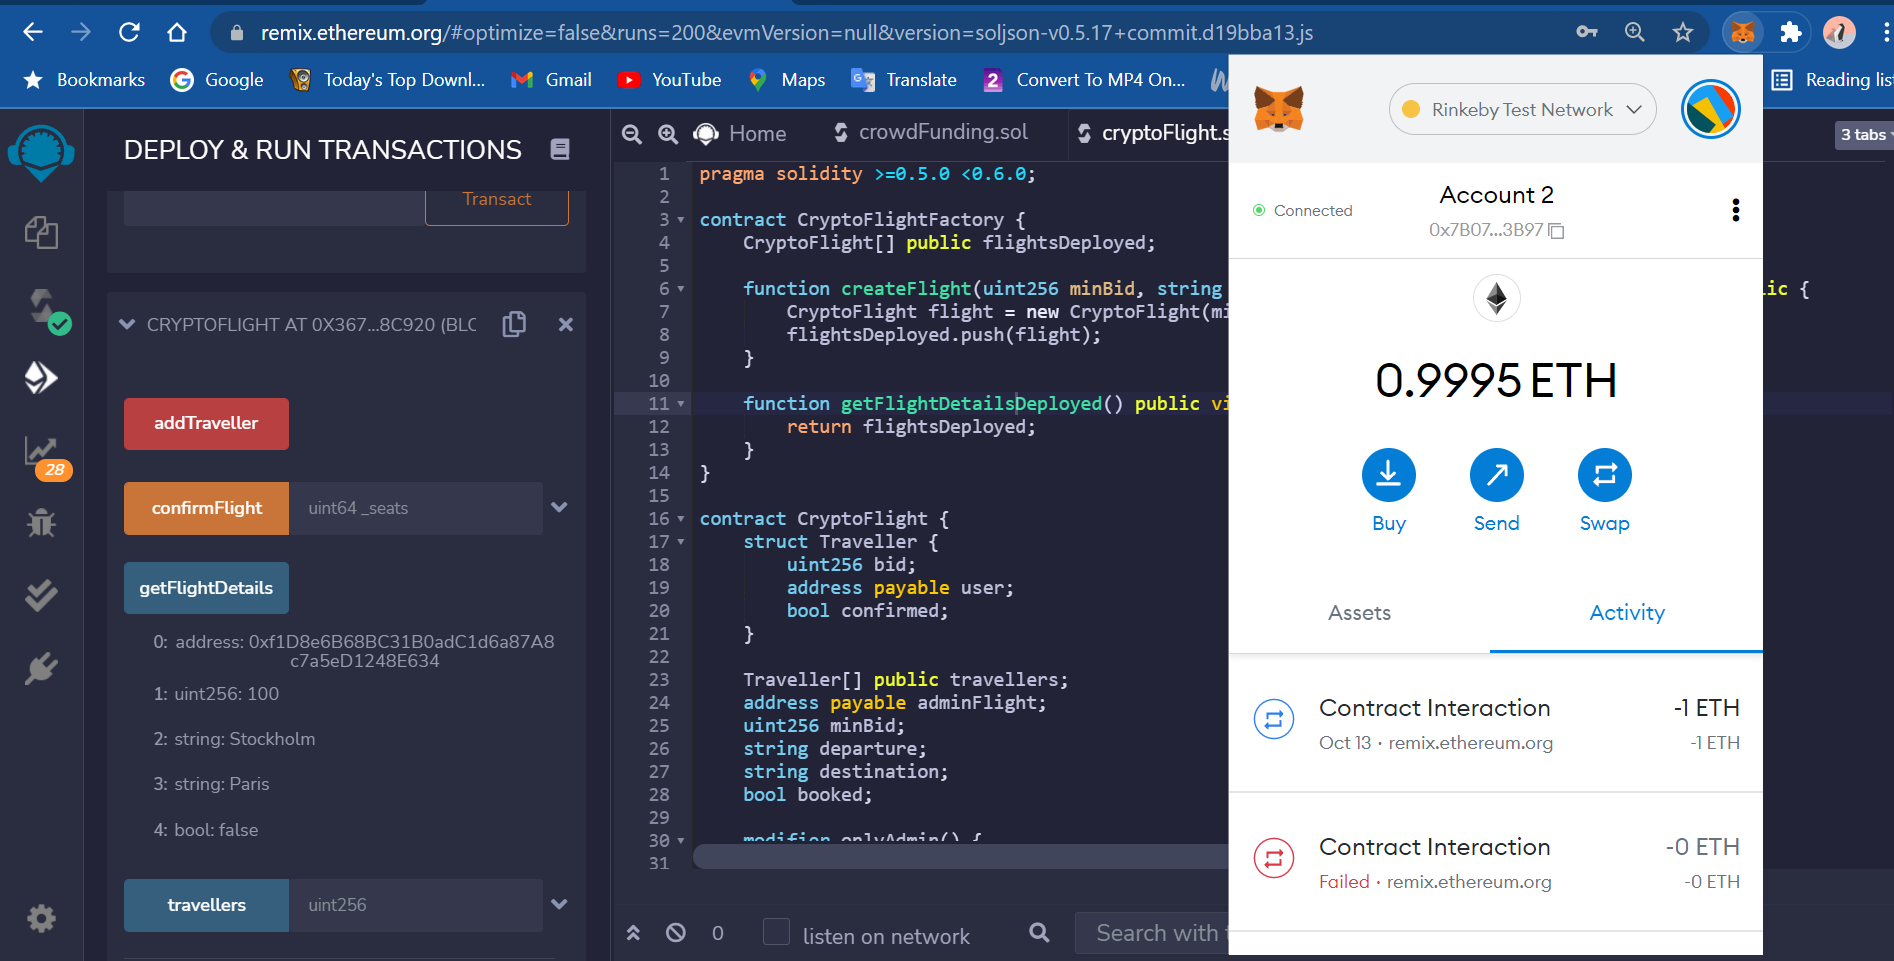 remix.ethereum.org/#optimize=false&runs=200&evmVersion=null&version=soljson-v0.5.17+commit.d19bba13.js
Bookmarks Google Today's Top Downl... Gmail YouTube Maps Translate 2 Convert To MP4 On... Reading list
DEPLOY & RUN TRANSACTIONS
Transact
CRYPTOFLIGHT AT 0X367...8C920 (BLC
addTraveller
confirmFlight uint64 _seats
28
getFlightDetails
0: address: 0xf1D8e6B68BC31B0adC1d6a87A8
c7a5eD1248E634
1: uint256: 100
2: string: Stockholm
3: string: Paris
4: bool: false
travellers uint256
Home crowdFunding.sol cryptoFlight.s 3 tabs
1 pragma solidity >=0.5.0 <0.6.0;
2
3 contract CryptoFlightFactory {
4 CryptoFlight[] public flightsDeployed;
5
6 function createFlight(uint256 minBid, string lic {
7 CryptoFlight flight = new CryptoFlight(mi
8 flightsDeployed.push(flight);
9 }
10
11 function getFlightDetailsDeployed() public vi
12 return flightsDeployed;
13 }
14 }
15
16 contract CryptoFlight {
17 struct Traveller {
18 uint256 bid;
19 address payable user;
20 bool confirmed;
21 }
22
23 Traveller[] public travellers;
24 address payable adminFlight;
25 uint256 minBid;
26 string departure;
27 string destination;
28 bool booked;
29
30 modifier onlyAdmin() {
31
0 listen on network Search with t
Rinkeby Test Network
Connected
Account 2
0x7B07...3B97
0.9995 ETH
Buy Send Swap
Assets Activity
Contract Interaction -1 ETH
Oct 13 · remix.ethereum.org -1 ETH
Contract Interaction -0 ETH
Failed · remix.ethereum.org -0 ETH